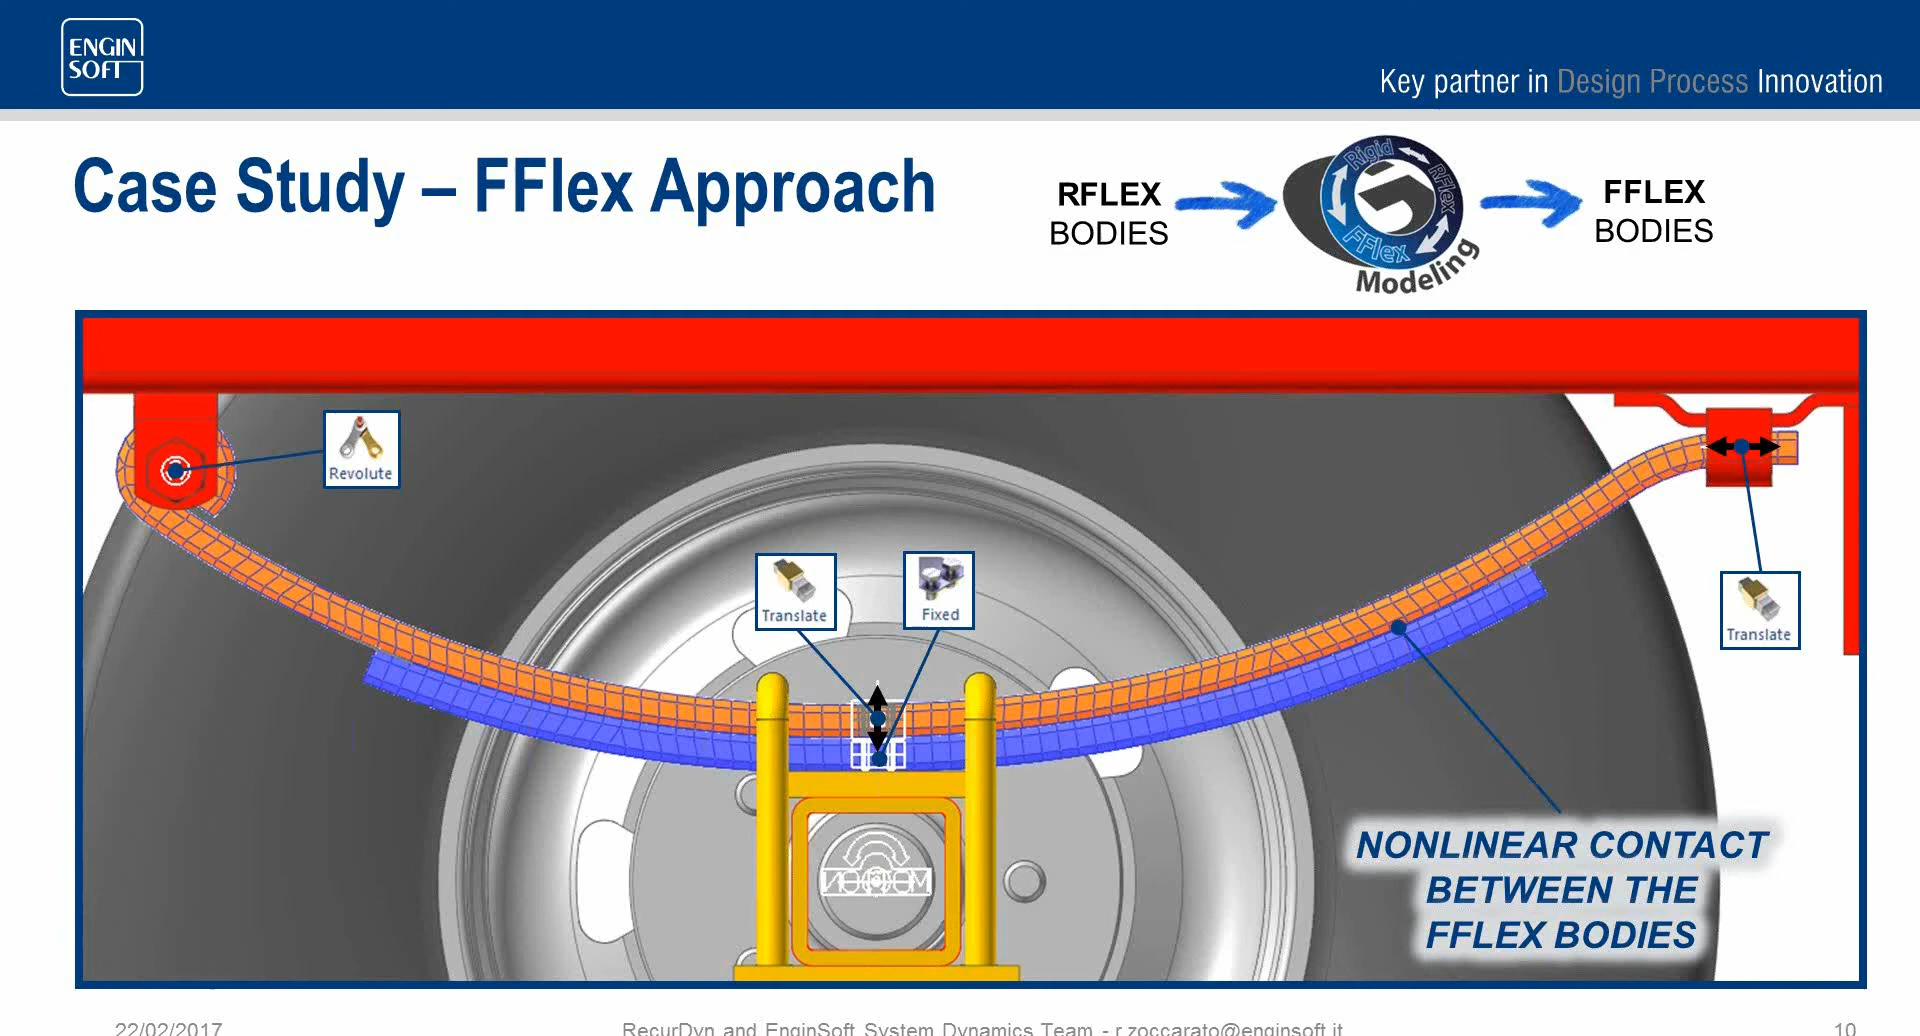 ENGIN
SOFT
Key partner in Design Process Innovation
Case Study – FFlex Approach
RFLEX
BODIES
Rigid
RFlex
FFlex
Modeling
FFLEX
BODIES
Revolute
Translate
Fixed
Translate
MOTION
NONLINEAR CONTACT
BETWEEN THE
FFLEX BODIES
22/02/2017
RecurDyn and EnginSoft System Dynamics Team - r.zoccarato@enginsoft.it
10